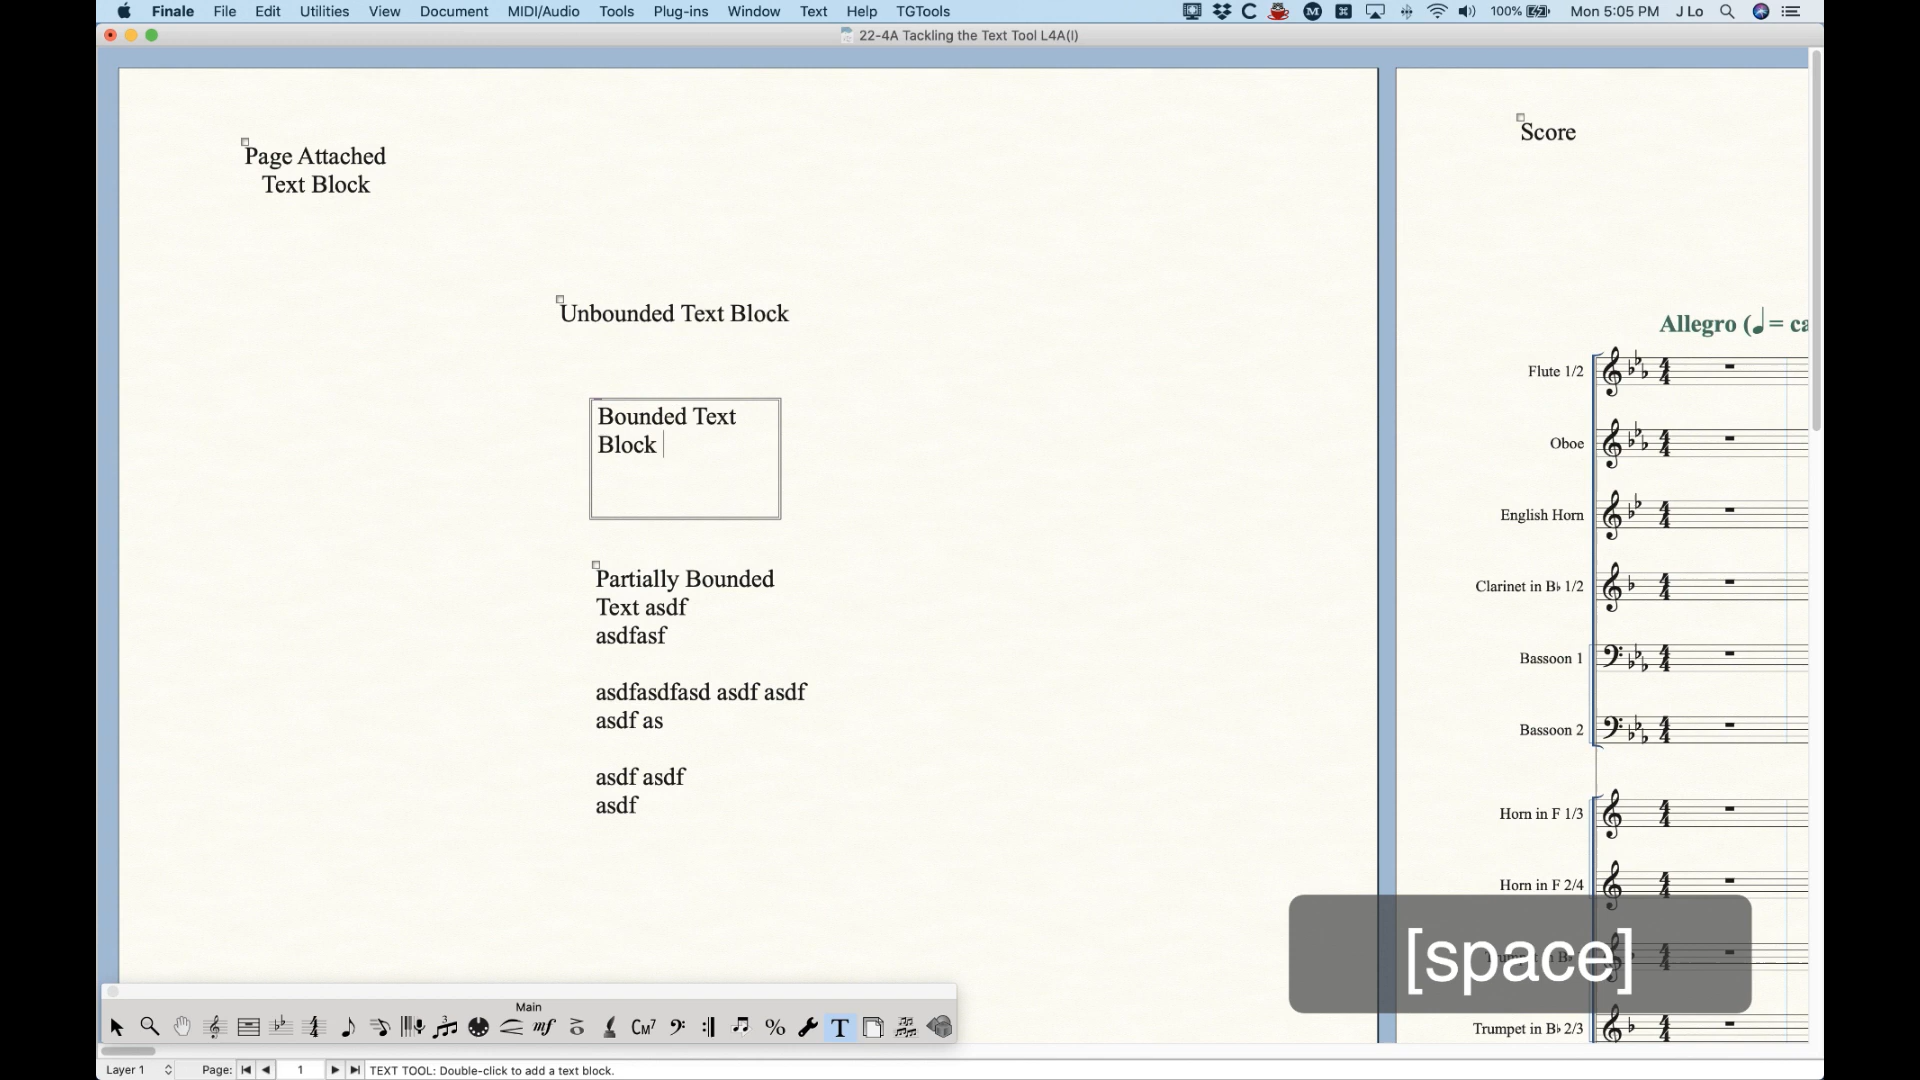 Finale File Edit Utilities View Document MIDI/Audio Tools Plug-ins Window Text Help TGTools 100% Mon 5:05 PM J Lo
22-4A Tackling the Text Tool L4A(I)
Page Attached
Text Block
Unbounded Text Block
Bounded Text
Block
Partially Bounded
Text asdf
asdfasf
asdfasdfasd asdf asdf
asdf as
asdf asdf
asdf
Score
Allegro (♩ = ca
Flute 1/2
Oboe
English Horn
Clarinet in B♭ 1/2
Bassoon 1
Bassoon 2
Horn in F 1/3
Horn in F 2/4
[space]
Trumpet in B♭ 2/3
Main
mf CM7 % T
Layer 1 Page: 1 TEXT TOOL: Double-click to add a text block.